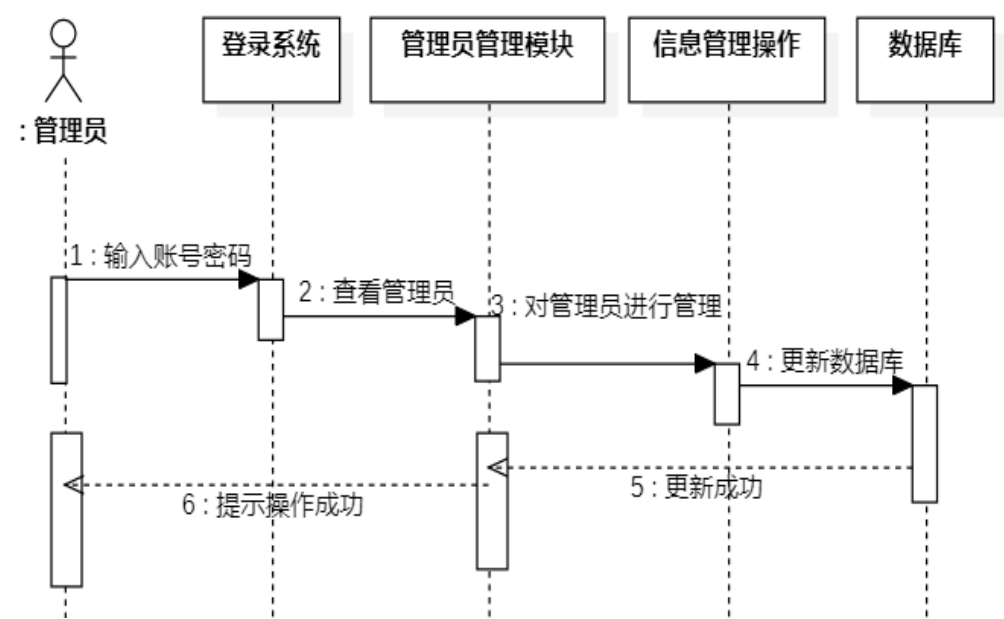 登录系统
管理员管理模块
信息管理操作
数据库
: 管理员
1 : 输入账号密码
2 : 查看管理员
3 : 对管理员进行管理
4 : 更新数据库
5 : 更新成功
6 : 提示操作成功